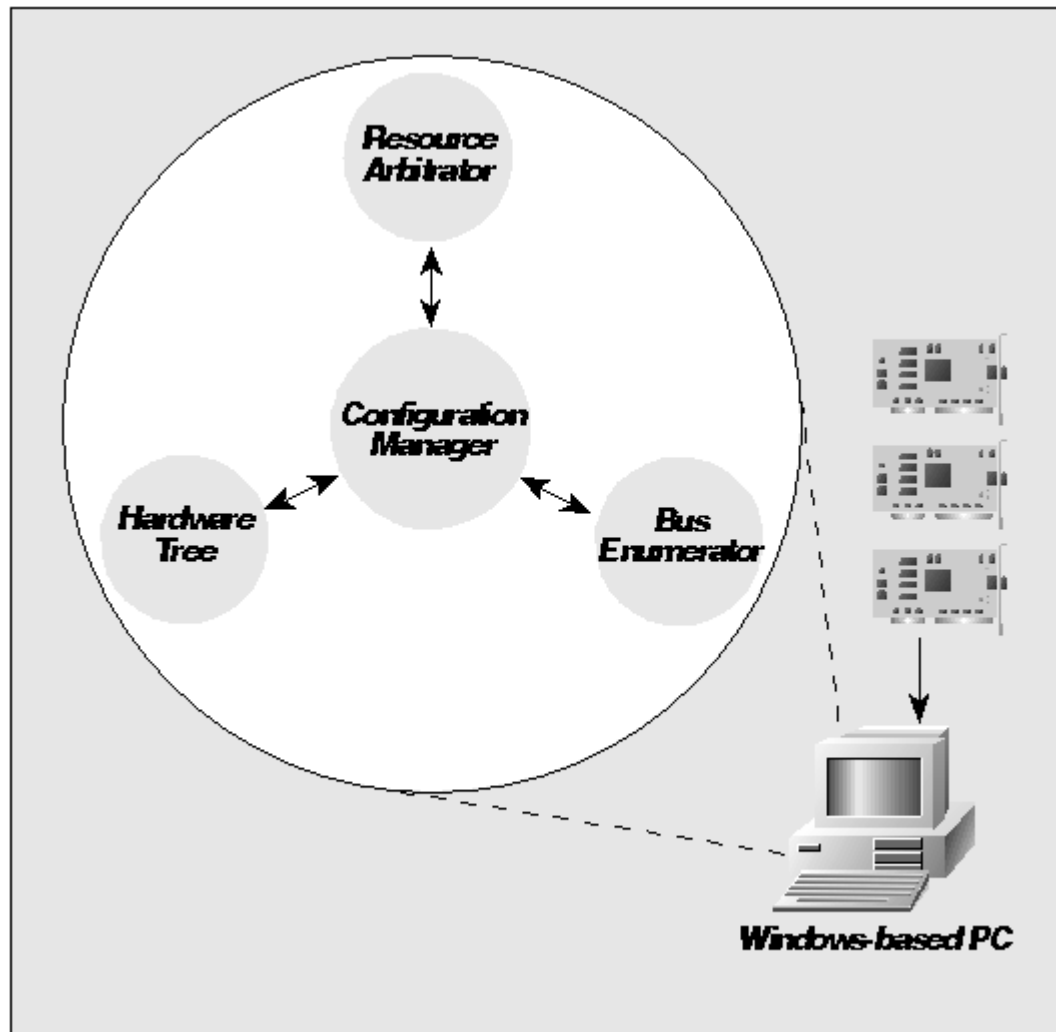 Resource
Arbitrator
Configuration
Manager
Hardware
Tree
Bus
Enumerator
Windows-based PC